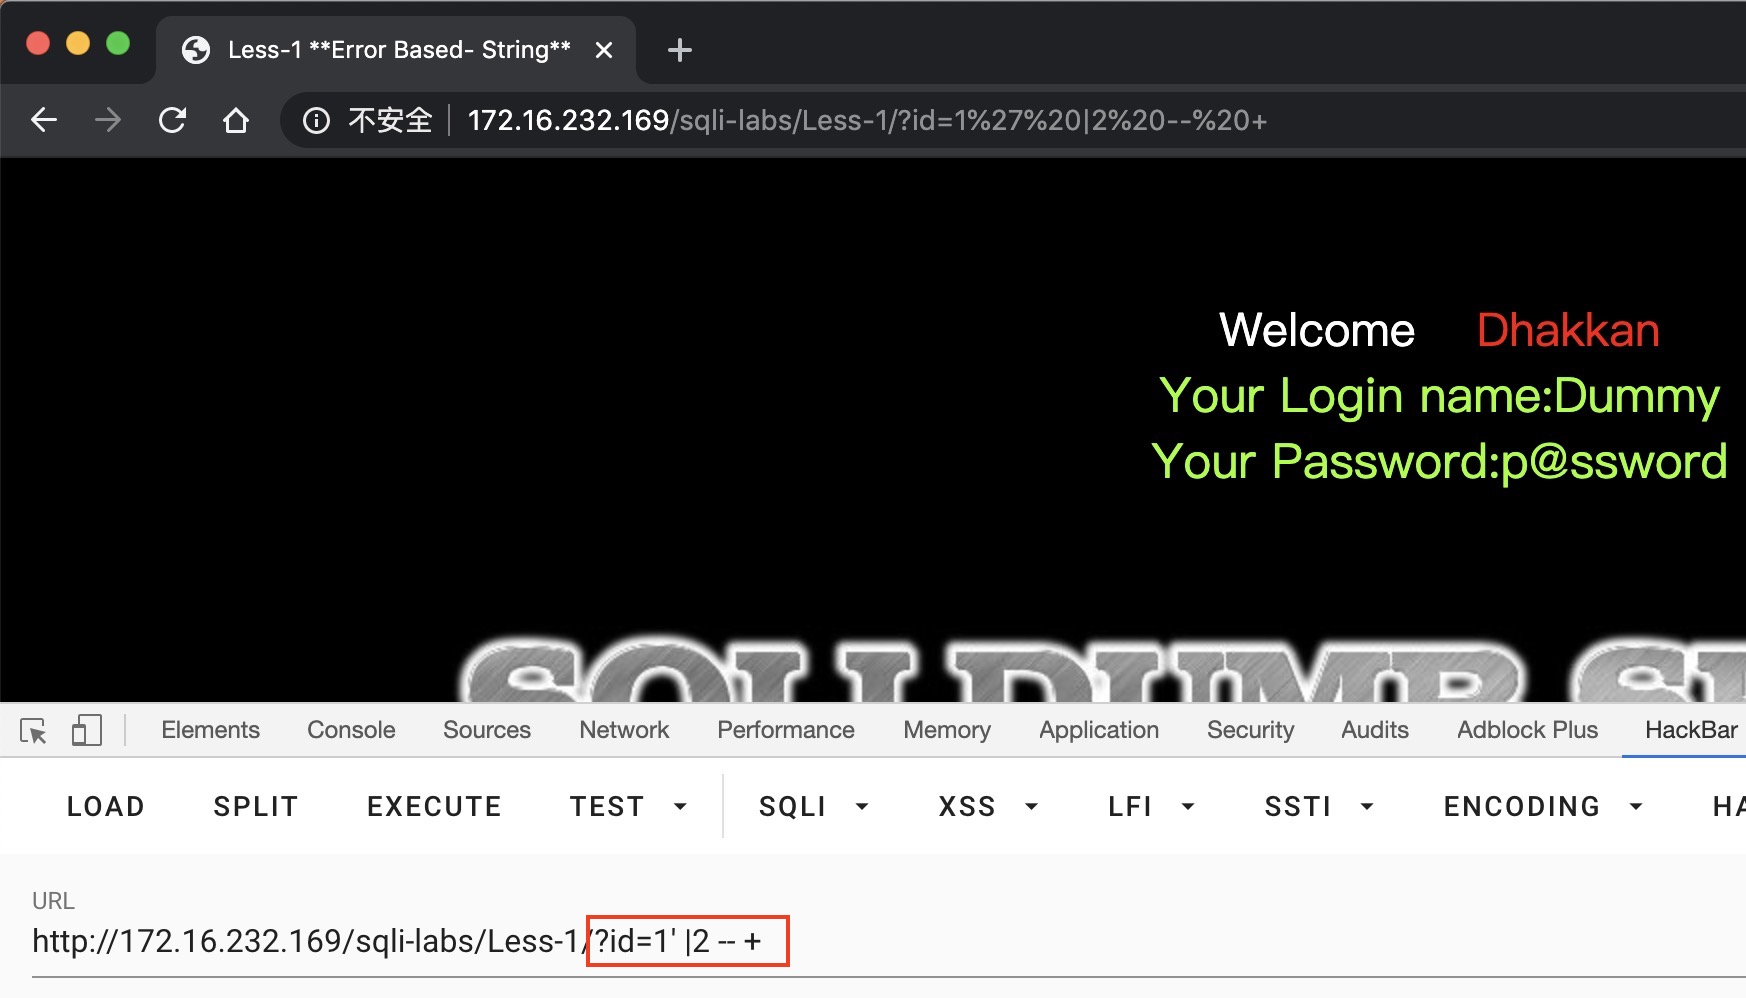 Less-1 **Error Based- String**
不安全 172.16.232.169/sqli-labs/Less-1/?id=1%27%20|2%20--%20+
Welcome Dhakkan
Your Login name:Dummy
Your Password:p@ssword
SQLI DUMB
Elements Console Sources Network Performance Memory Application Security Audits Adblock Plus HackBar
LOAD SPLIT EXECUTE TEST SQLI XSS LFI SSTI ENCODING
URL
http://172.16.232.169/sqli-labs/Less-1/?id=1' |2 -- +